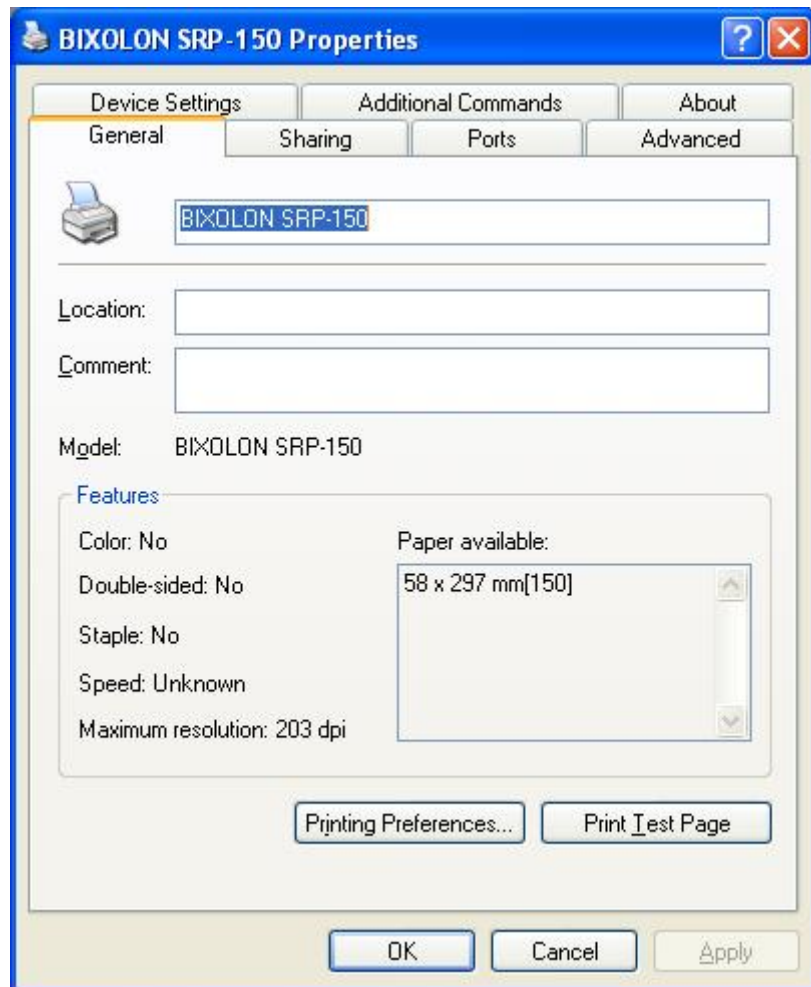 BIXOLON SRP-150 Properties
?
Device Settings Additional Commands About
General Sharing Ports Advanced
BIXOLON SRP-150
Location:
Comment:
Model: BIXOLON SRP-150
Features
Color: No Paper available:
Double-sided: No 58 x 297 mm[150]
Staple: No
Speed: Unknown
Maximum resolution: 203 dpi
Printing Preferences... Print Test Page
OK Cancel Apply